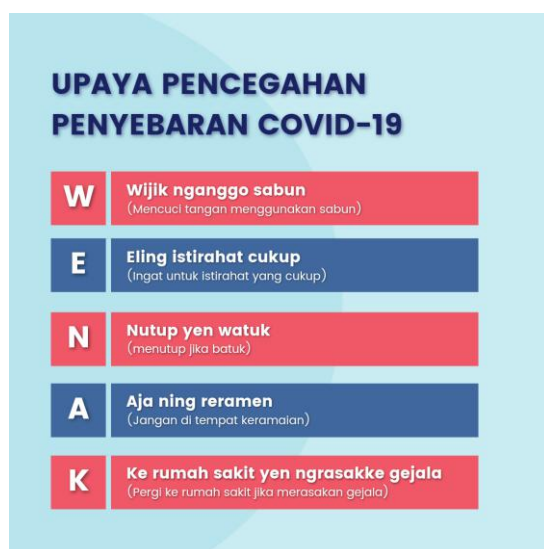 UPAYA PENCEGAHAN
PENYEBARAN COVID-19
W
Wijik nganggo sabun
(Mencuci tangan menggunakan sabun)
E
Eling istirahat cukup
(Ingat untuk istirahat yang cukup)
N
Nutup yen watuk
(menutup jika batuk)
A
Aja ning reramen
(Jangan di tempat keramaian)
K
Ke rumah sakit yen ngrasakke gejala
(Pergi ke rumah sakit jika merasakan gejala)